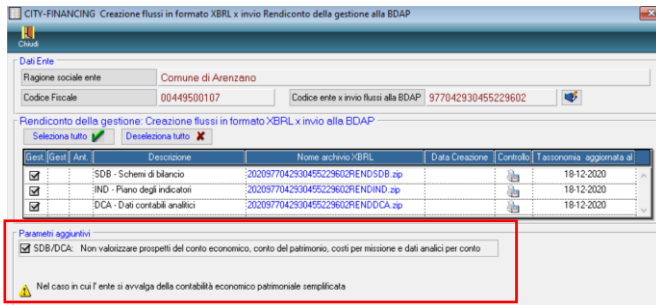 CITY-FINANCING Creazione flussi in formato XBRL x invio Rendiconto della gestione alla BDAP
Chiudi
Dati Ente
Ragione sociale ente Comune di Arenzano
Codice Fiscale 00449500107 Codice ente x invio flussi alla BDAP 977042930455229602
Rendiconto della gestione: Creazione flussi in formato XBRL x invio alla BDAP
Seleziona tutto Deseleziona tutto
Gest. Gest Ant. Descrizione Nome archivio XBRL Data Creazione Controllo Tassonomia aggiornata al
SDB - Schemi di bilancio 2020977042930455229602RENDSDB.zip 18-12-2020
IND - Piano degli indicatori 2020977042930455229602RENDIND.zip 18-12-2020
DCA - Dati contabili analitici 2020977042930455229602RENDDCA.zip 18-12-2020
Parametri aggiuntivi
SDB/DCA: Non valorizzare prospetti del conto economico, conto del patrimonio, costi per missione e dati analici per conto
Nel caso in cui l' ente si avvalga della contabilità economico patrimoniale semplificata